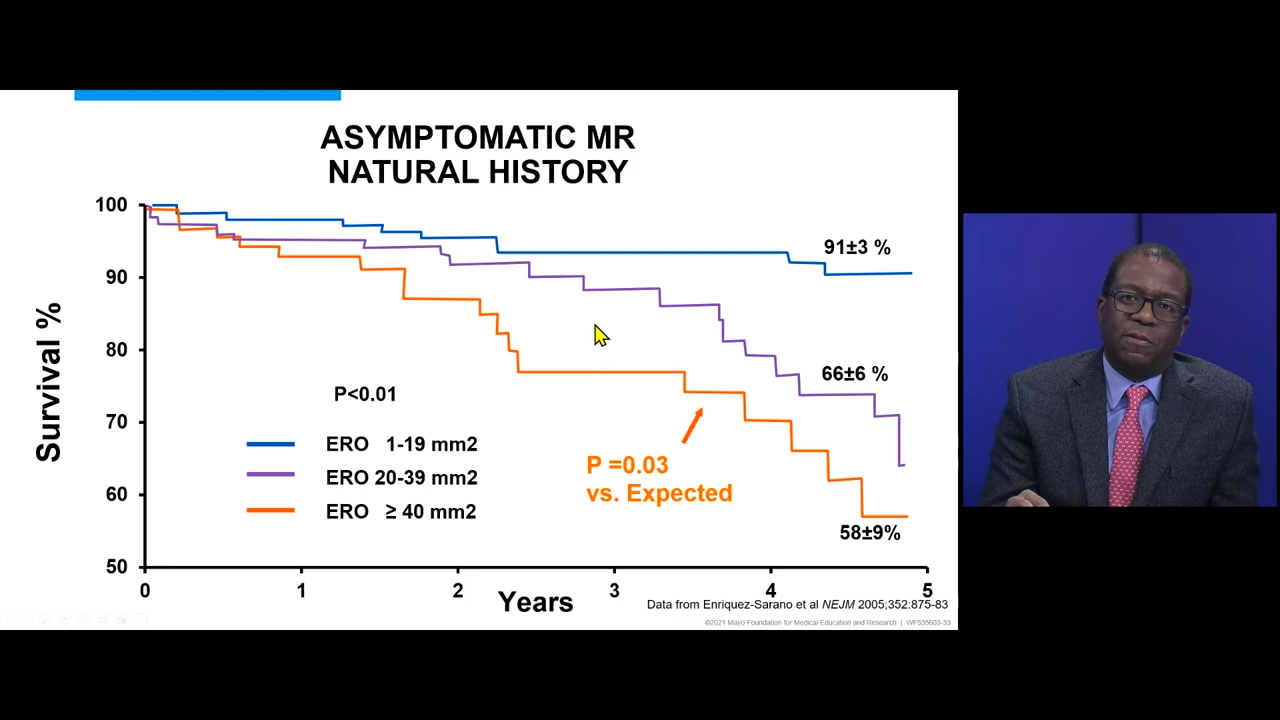 ASYMPTOMATIC MR
NATURAL HISTORY
Survival %
100
90
80
70
60
50
91±3 %
66±6 %
58±9%
P<0.01
ERO 1-19 mm2
ERO 20-39 mm2
ERO ≥ 40 mm2
P =0.03
vs. Expected
0 1 2 3 4 5
Years
Data from Enriquez-Sarano et al NEJM 2005;352:875-83
©2021 Mayo Foundation for Medical Education and Research | WF535603-33